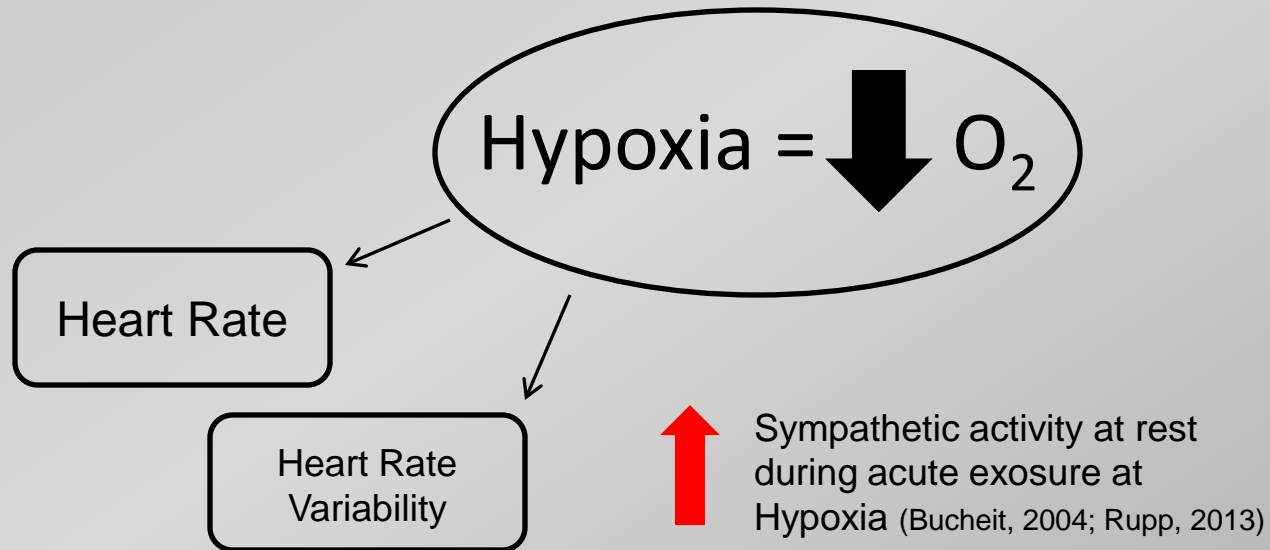 Hypoxia = O₂
Heart Rate
Heart Rate
Variability
Sympathetic activity at rest
during acute exosure at
Hypoxia (Bucheit, 2004; Rupp, 2013)